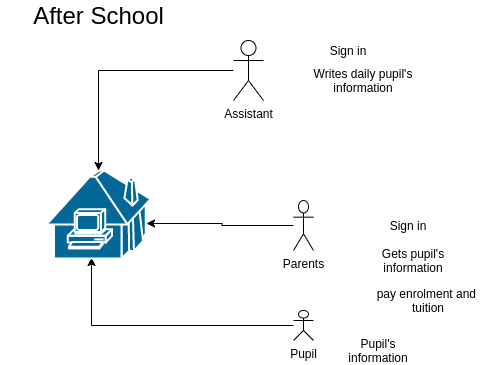 After School
Sign in
Writes daily pupil's
information
Assistant
Sign in
Gets pupil's
information
Parents
pay enrolment and
tuition
Pupil's
information
Pupil